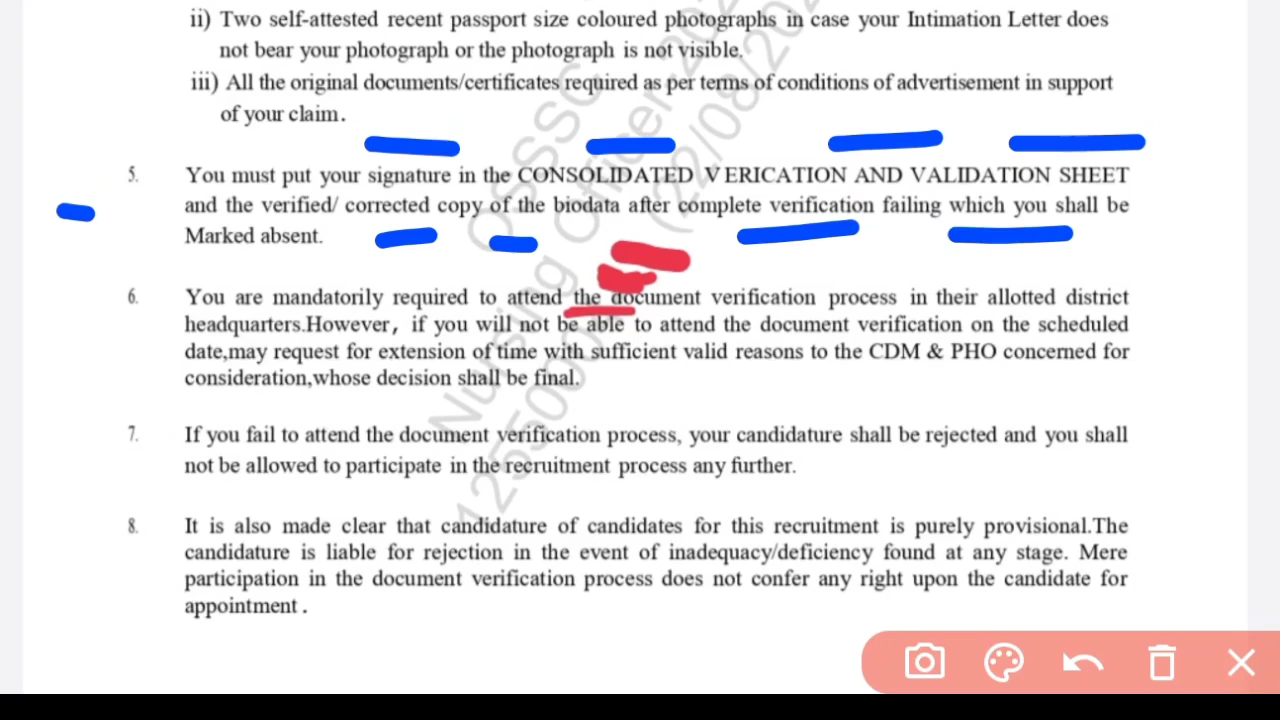 ii) Two self-attested recent passport size coloured photographs in case your Intimation Letter does
not bear your photograph or the photograph is not visible.
iii) All the original documents/certificates required as per terms of conditions of advertisement in support
of your claim.
5. You must put your signature in the CONSOLIDATED VERICATION AND VALIDATION SHEET
and the verified/ corrected copy of the biodata after complete verification failing which you shall be
Marked absent.
6. You are mandatorily required to attend the document verification process in their allotted district
headquarters.However, if you will not be able to attend the document verification on the scheduled
date,may request for extension of time with sufficient valid reasons to the CDM & PHO concerned for
consideration,whose decision shall be final.
7. If you fail to attend the document verification process, your candidature shall be rejected and you shall
not be allowed to participate in the recruitment process any further.
8. It is also made clear that candidature of candidates for this recruitment is purely provisional.The
candidature is liable for rejection in the event of inadequacy/deficiency found at any stage. Mere
participation in the document verification process does not confer any right upon the candidate for
appointment .
OSSSC
Nursing Officer